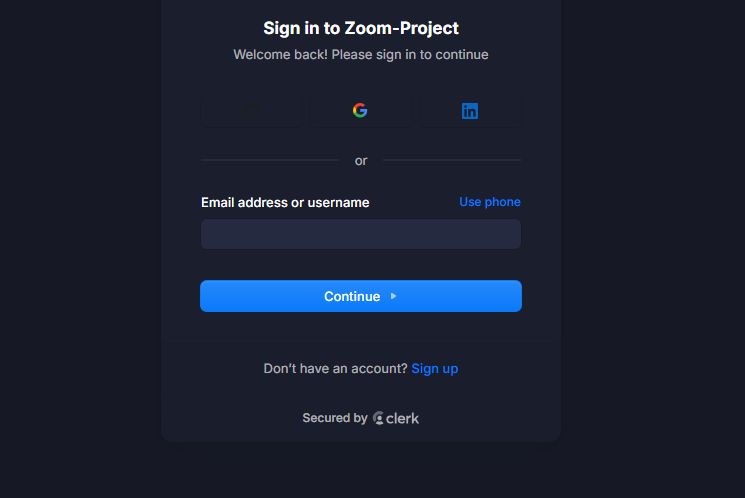 Sign in to Zoom-Project
Welcome back! Please sign in to continue
or
Email address or username Use phone
Continue
Don't have an account? Sign up
Secured by clerk